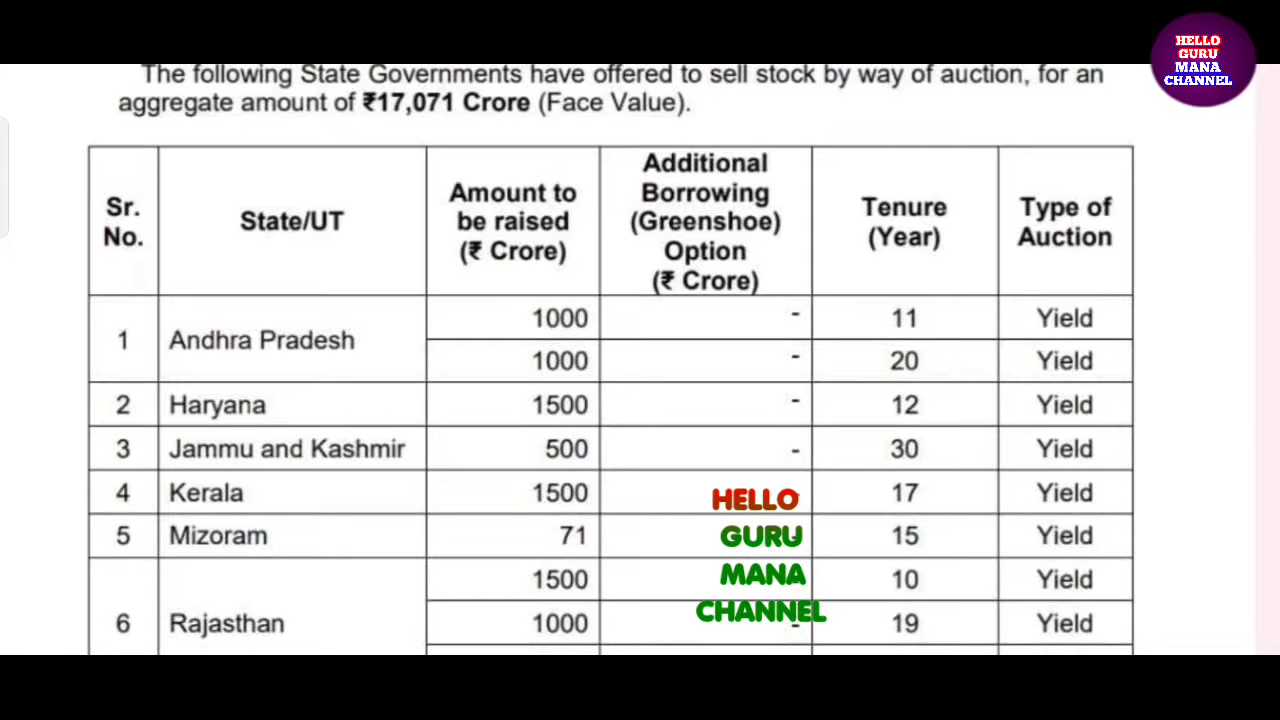 HELLO
GURU
MANA
CHANNEL
The following State Governments have offered to sell stock by way of auction, for an
aggregate amount of ₹17,071 Crore (Face Value).
Sr. No. State/UT Amount to be raised (₹ Crore) Additional Borrowing (Greenshoe) Option (₹ Crore) Tenure (Year) Type of Auction
1 Andhra Pradesh 1000 - 11 Yield
1000 - 20 Yield
2 Haryana 1500 - 12 Yield
3 Jammu and Kashmir 500 - 30 Yield
4 Kerala 1500 17 Yield
5 Mizoram 71 - 15 Yield
6 Rajasthan 1500 10 Yield
1000 - 19 Yield
HELLO
GURU
MANA
CHANNEL